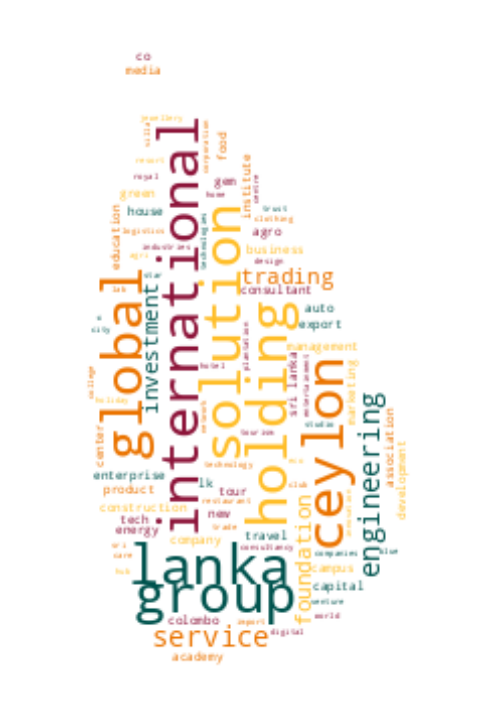 co
media
jewellery
villa
international
corporation
food
resort
royal
gem
home
institute
centre
green
education
house
logistics
technologies
solution
trust
clothing
agro
industries
business
agri
design
global
star
trading
lab
investment
consultant
holding
auto
export
city
plantation
management
sri lanka
entertainment
ceylon
marketing
hotel
college
holiday
network
studio
engineering
association
center
tourism
development
technology
eco
enterprise
lk
club
product
tour
restaurant
construction
new
foundation
tech
trade
energy
travel
company
sri
consultancy
companies
blue
care
lanka
hub
campus
group
capital
venture
colombo
import
world
service
digital
academy